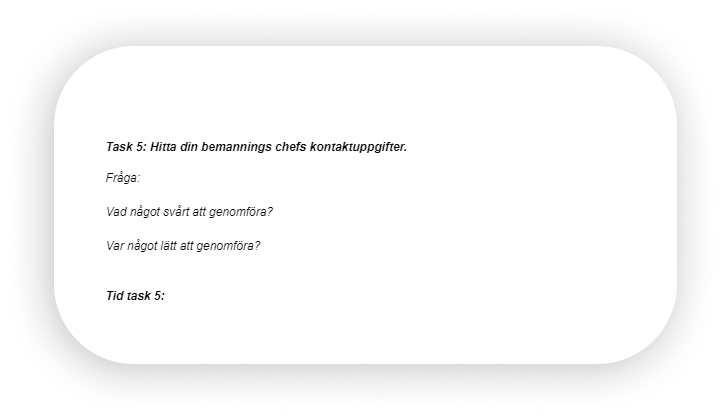 Task 5: Hitta din bemannings chefs kontaktuppgifter.
Fråga:
Vad något svårt att genomföra?
Var något lätt att genomföra?
Tid task 5: